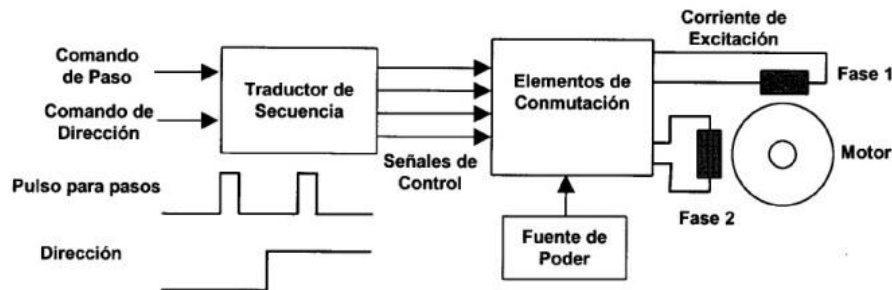 Corriente de
Excitación
Comando
de Paso
Comando de
Dirección
Traductor de
Secuencia
Elementos de
Conmutación
Fase 1
Señales de
Control
Motor
Pulso para pasos
Fase 2
Dirección
Fuente de
Poder